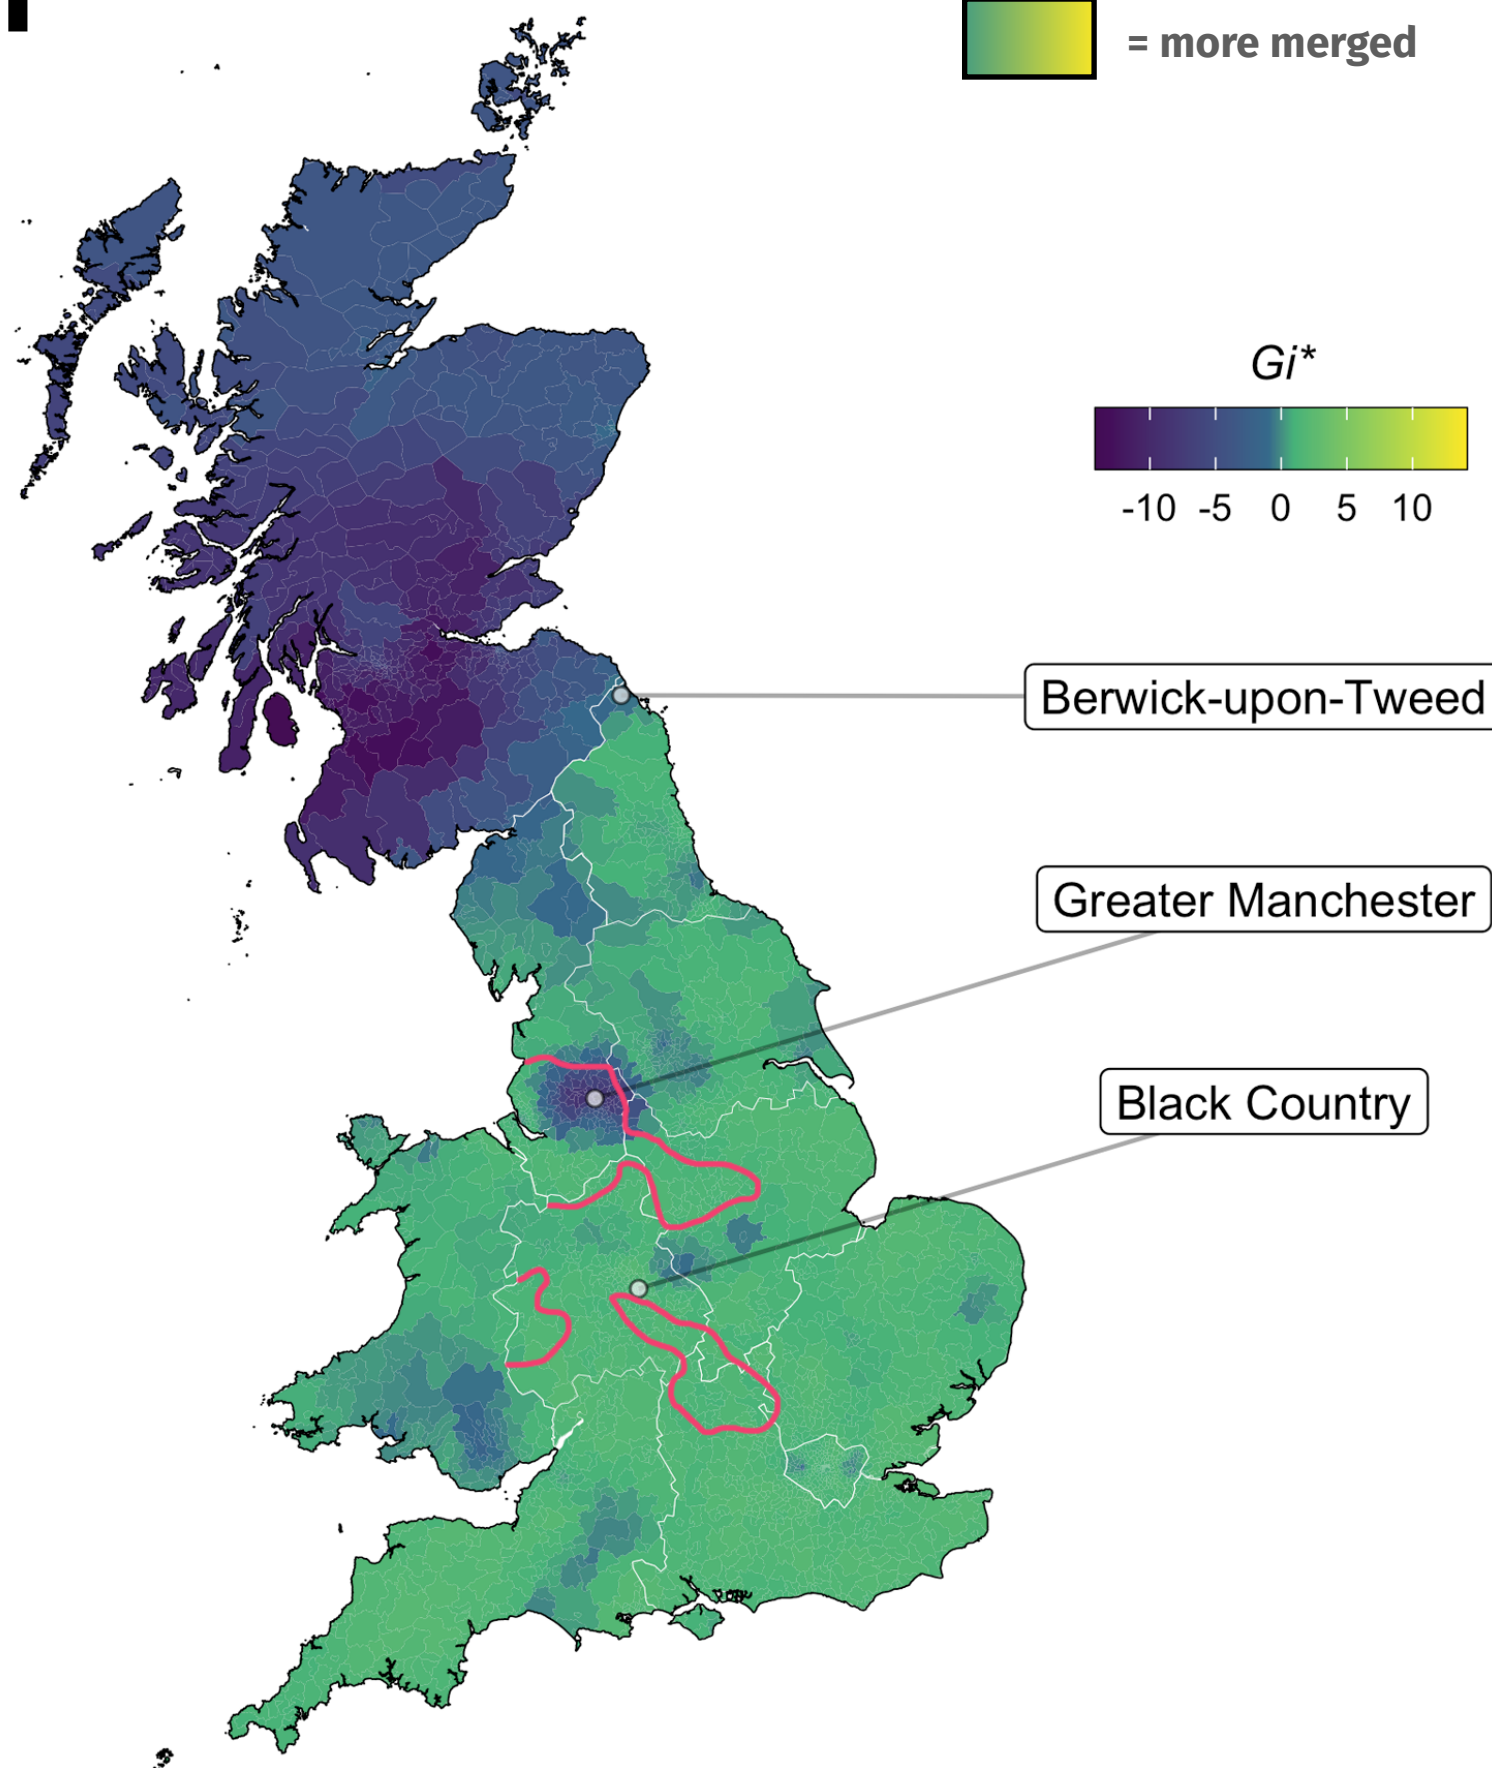 = more merged
Gi*
-10 -5 0 5 10
Berwick-upon-Tweed
Greater Manchester
Black Country